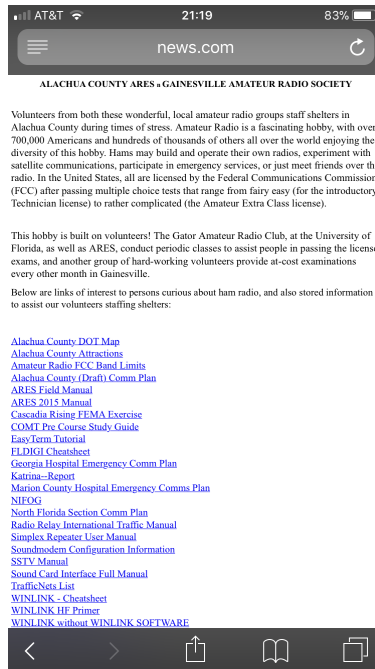 AT&T 21:19 83%
news.com
ALACHUA COUNTY ARES n GAINESVILLE AMATEUR RADIO SOCIETY
Volunteers from both these wonderful, local amateur radio groups staff shelters in
Alachua County during times of stress. Amateur Radio is a fascinating hobby, with over
700,000 Americans and hundreds of thousands of others all over the world enjoying the
diversity of this hobby. Hams may build and operate their own radios, experiment with
satellite communications, participate in emergency services, or just meet friends over th
radio. In the United States, all are licensed by the Federal Communications Commission
(FCC) after passing multiple choice tests that range from fairy easy (for the introductory
Technician license) to rather complicated (the Amateur Extra Class license).
This hobby is built on volunteers! The Gator Amateur Radio Club, at the University of
Florida, as well as ARES, conduct periodic classes to assist people in passing the license
exams, and another group of hard-working volunteers provide at-cost examinations
every other month in Gainesville.
Below are links of interest to persons curious about ham radio, and also stored information
to assist our volunteers staffing shelters:
Alachua County DOT Map
Alachua County Attractions
Amateur Radio FCC Band Limits
Alachua County (Draft) Comm Plan
ARES Field Manual
ARES 2015 Manual
Cascadia Rising FEMA Exercise
COMT Pre Course Study Guide
EasyTerm Tutorial
FLDIGI Cheatsheet
Georgia Hospital Emergency Comm Plan
Katrina--Report
Marion County Hospital Emergency Comms Plan
NIFOG
North Florida Section Comm Plan
Radio Relay International Traffic Manual
Simplex Repeater User Manual
Soundmodem Configuration Information
SSTV Manual
Sound Card Interface Full Manual
TrafficNets List
WINLINK - Cheatsheet
WINLINK HF Primer
WINLINK without WINLINK SOFTWARE